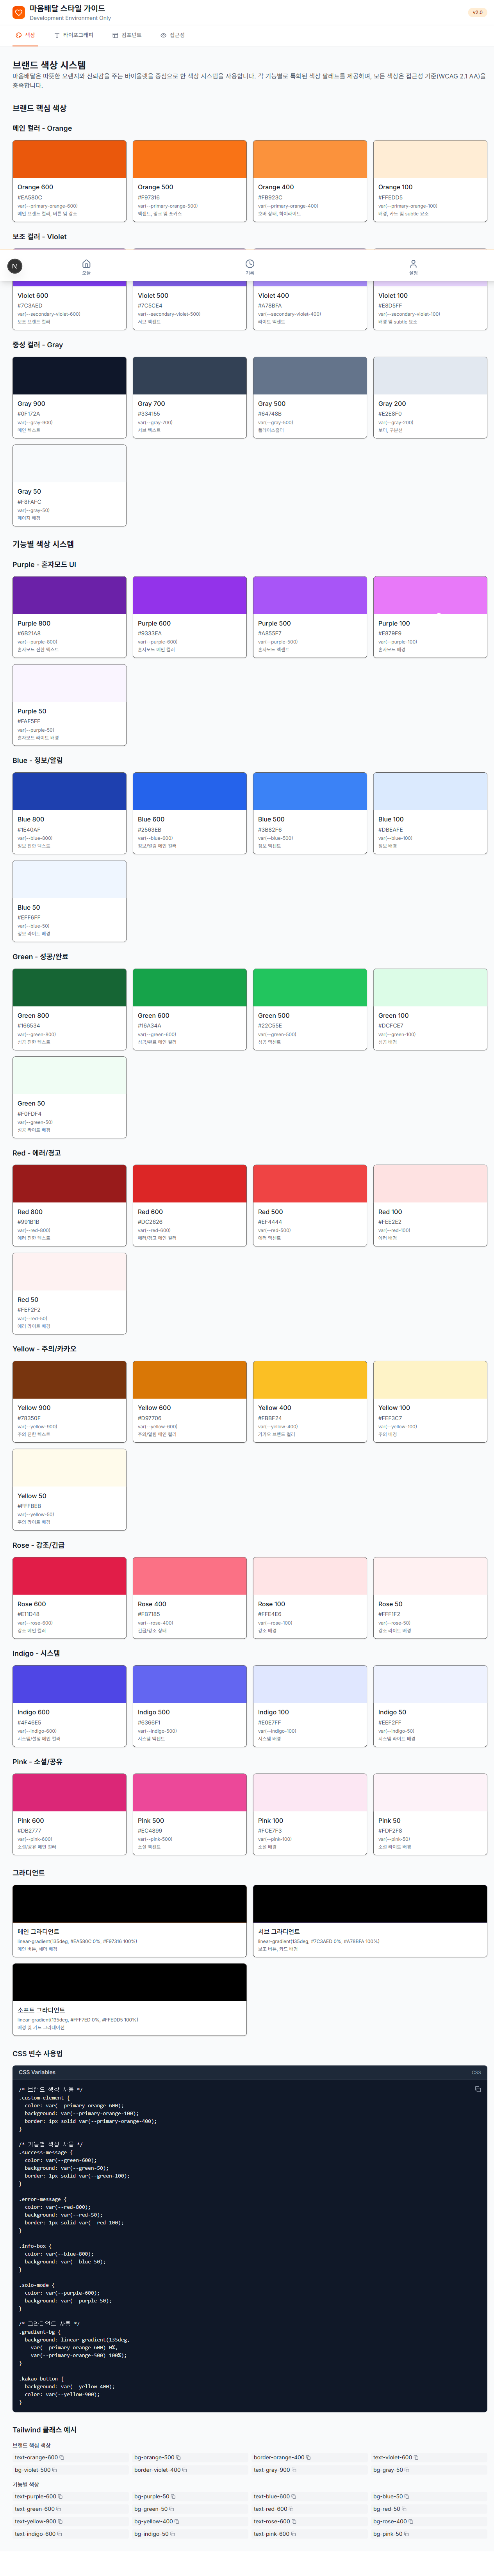 마음배달 스타일 가이드
Development Environment Only
v2.0
색상
타이포그래피
컴포넌트
접근성
브랜드 색상 시스템
마음배달은 따뜻한 오렌지와 신뢰감을 주는 바이올렛을 중심으로 한 색상 시스템을 사용합니다. 각 기능별로 특화된 색상 팔레트를 제공하며, 모든 색상은 접근성 기준(WCAG 2.1 AA)을
충족합니다.
브랜드 핵심 색상
메인 컬러 - Orange
Orange 600
#EA580C
var(--primary-orange-600)
메인 브랜드 컬러, 버튼 및 강조
Orange 500
#F97316
var(--primary-orange-500)
액센트, 링크 및 포커스
Orange 400
#FB923C
var(--primary-orange-400)
호버 상태, 하이라이트
Orange 100
#FFEDD5
var(--primary-orange-100)
배경, 카드 및 subtle 요소
보조 컬러 - Violet
N
오늘
기록
설정
Violet 600
#7C3AED
var(--secondary-violet-600)
보조 브랜드 컬러
Violet 500
#7C5CE4
var(--secondary-violet-500)
서브 액센트
Violet 400
#A78BFA
var(--secondary-violet-400)
라이트 액센트
Violet 100
#E8D5FF
var(--secondary-violet-100)
배경 및 subtle 요소
중성 컬러 - Gray
Gray 900
#0F172A
var(--gray-900)
메인 텍스트
Gray 700
#334155
var(--gray-700)
서브 텍스트
Gray 500
#64748B
var(--gray-500)
플레이스홀더
Gray 200
#E2E8F0
var(--gray-200)
보더, 구분선
Gray 50
#F8FAFC
var(--gray-50)
페이지 배경
기능별 색상 시스템
Purple - 혼자모드 UI
Purple 800
#6B21A8
var(--purple-800)
혼자모드 진한 텍스트
Purple 600
#9333EA
var(--purple-600)
혼자모드 메인 컬러
Purple 500
#A855F7
var(--purple-500)
혼자모드 액센트
Purple 100
#E879F9
var(--purple-100)
혼자모드 배경
Purple 50
#FAF5FF
var(--purple-50)
혼자모드 라이트 배경
Blue - 정보/알림
Blue 800
#1E40AF
var(--blue-800)
정보 진한 텍스트
Blue 600
#2563EB
var(--blue-600)
정보/알림 메인 컬러
Blue 500
#3B82F6
var(--blue-500)
정보 액센트
Blue 100
#DBEAFE
var(--blue-100)
정보 배경
Blue 50
#EFF6FF
var(--blue-50)
정보 라이트 배경
Green - 성공/완료
Green 800
#166534
var(--green-800)
성공 진한 텍스트
Green 600
#16A34A
var(--green-600)
성공/완료 메인 컬러
Green 500
#22C55E
var(--green-500)
성공 액센트
Green 100
#DCFCE7
var(--green-100)
성공 배경
Green 50
#F0FDF4
var(--green-50)
성공 라이트 배경
Red - 에러/경고
Red 800
#991B1B
var(--red-800)
에러 진한 텍스트
Red 600
#DC2626
var(--red-600)
에러/경고 메인 컬러
Red 500
#EF4444
var(--red-500)
에러 액센트
Red 100
#FEE2E2
var(--red-100)
에러 배경
Red 50
#FEF2F2
var(--red-50)
에러 라이트 배경
Yellow - 주의/카카오
Yellow 900
#78350F
var(--yellow-900)
주의 진한 텍스트
Yellow 600
#D97706
var(--yellow-600)
주의/알림 메인 컬러
Yellow 400
#FBBF24
var(--yellow-400)
카카오 브랜드 컬러
Yellow 100
#FEF3C7
var(--yellow-100)
주의 배경
Yellow 50
#FFFBEB
var(--yellow-50)
주의 라이트 배경
Rose - 강조/긴급
Rose 600
#E11D48
var(--rose-600)
강조 메인 컬러
Rose 400
#FB7185
var(--rose-400)
긴급/강조 상태
Rose 100
#FFE4E6
var(--rose-100)
강조 배경
Rose 50
#FFF1F2
var(--rose-50)
강조 라이트 배경
Indigo - 시스템
Indigo 600
#4F46E5
var(--indigo-600)
시스템/설정 메인 컬러
Indigo 500
#6366F1
var(--indigo-500)
시스템 액센트
Indigo 100
#E0E7FF
var(--indigo-100)
시스템 배경
Indigo 50
#EEF2FF
var(--indigo-50)
시스템 라이트 배경
Pink - 소셜/공유
Pink 600
#DB2777
var(--pink-600)
소셜/공유 메인 컬러
Pink 500
#EC4899
var(--pink-500)
소셜 액센트
Pink 100
#FCE7F3
var(--pink-100)
소셜 배경
Pink 50
#FDF2F8
var(--pink-50)
소셜 라이트 배경
그라디언트
메인 그라디언트
linear-gradient(135deg, #EA580C 0%, #F97316 100%)
메인 버튼, 헤더 배경
서브 그라디언트
linear-gradient(135deg, #7C3AED 0%, #A78BFA 100%)
보조 버튼, 카드 배경
소프트 그라디언트
linear-gradient(135deg, #FFF7ED 0%, #FFEDD5 100%)
배경 및 카드 그라데이션
CSS 변수 사용법
CSS Variables
CSS
/* 브랜드 색상 사용 */
.custom-element {
color: var(--primary-orange-600);
background: var(--primary-orange-100);
border: 1px solid var(--primary-orange-400);
}
/* 기능별 색상 사용 */
.success-message {
color: var(--green-600);
background: var(--green-50);
border: 1px solid var(--green-100);
}
.error-message {
color: var(--red-800);
background: var(--red-50);
border: 1px solid var(--red-100);
}
.info-box {
color: var(--blue-800);
background: var(--blue-50);
}
.solo-mode {
color: var(--purple-600);
background: var(--purple-50);
}
/* 그라디언트 사용 */
.gradient-bg {
background: linear-gradient(135deg,
var(--primary-orange-600) 0%,
var(--primary-orange-500) 100%);
}
.kakao-button {
background: var(--yellow-400);
color: var(--yellow-900);
}
Tailwind 클래스 예시
브랜드 핵심 색상
text-orange-600
bg-orange-500
border-orange-400
text-violet-600
bg-violet-500
border-violet-400
text-gray-900
bg-gray-50
기능별 색상
text-purple-600
bg-purple-50
text-blue-600
bg-blue-50
text-green-600
bg-green-50
text-red-800
bg-red-50
text-yellow-900
bg-yellow-400
text-rose-600
bg-rose-400
text-indigo-600
bg-indigo-50
text-pink-600
bg-pink-50